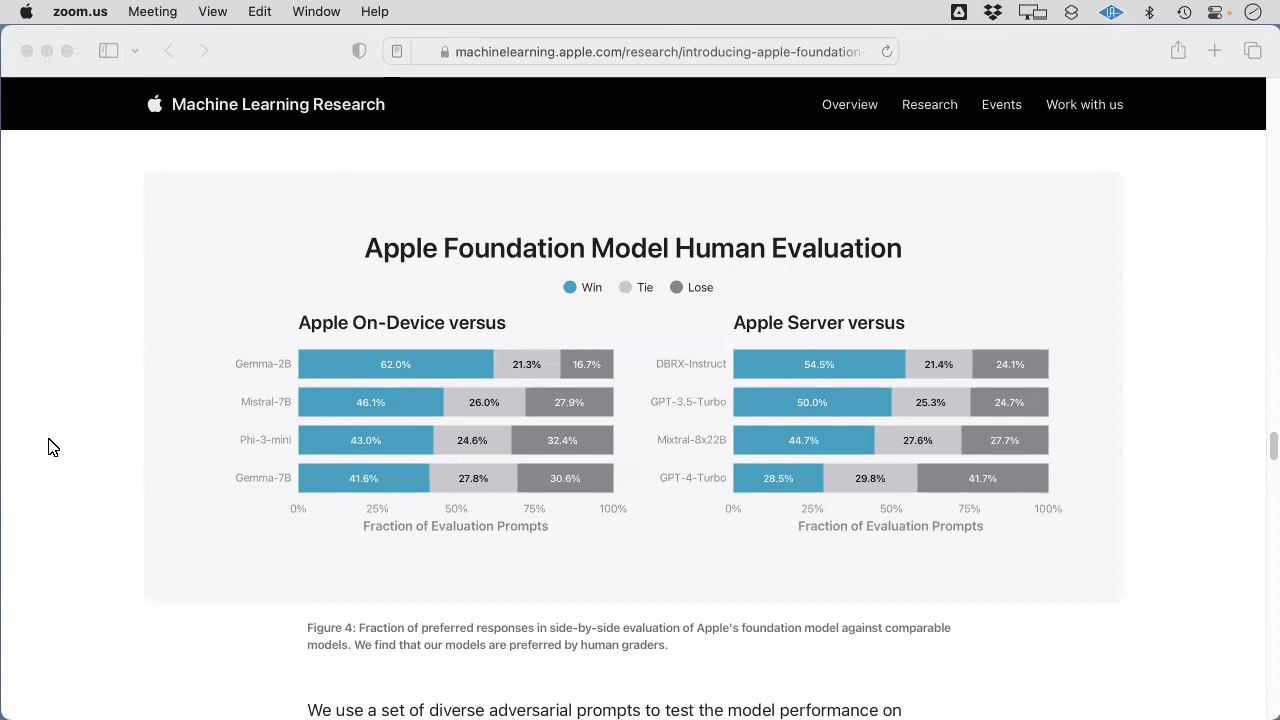 zoom.us Meeting View Edit Window Help
machinelearning.apple.com/research/introducing-apple-foundation-
Machine Learning Research
Overview Research Events Work with us
Apple Foundation Model Human Evaluation
Win Tie Lose
Apple On-Device versus
Gemma-2B 62.0% 21.3% 16.7%
Mistral-7B 46.1% 26.0% 27.9%
Phi-3-mini 43.0% 24.6% 32.4%
Gemma-7B 41.6% 27.8% 30.6%
0% 25% 50% 75% 100%
Fraction of Evaluation Prompts
Apple Server versus
DBRX-Instruct 54.5% 21.4% 24.1%
GPT-3.5-Turbo 50.0% 25.3% 24.7%
Mixtral-8x22B 44.7% 27.6% 27.7%
GPT-4-Turbo 28.5% 29.8% 41.7%
0% 25% 50% 75% 100%
Fraction of Evaluation Prompts
Figure 4: Fraction of preferred responses in side-by-side evaluation of Apple's foundation model against comparable
models. We find that our models are preferred by human graders.
We use a set of diverse adversarial prompts to test the model performance on